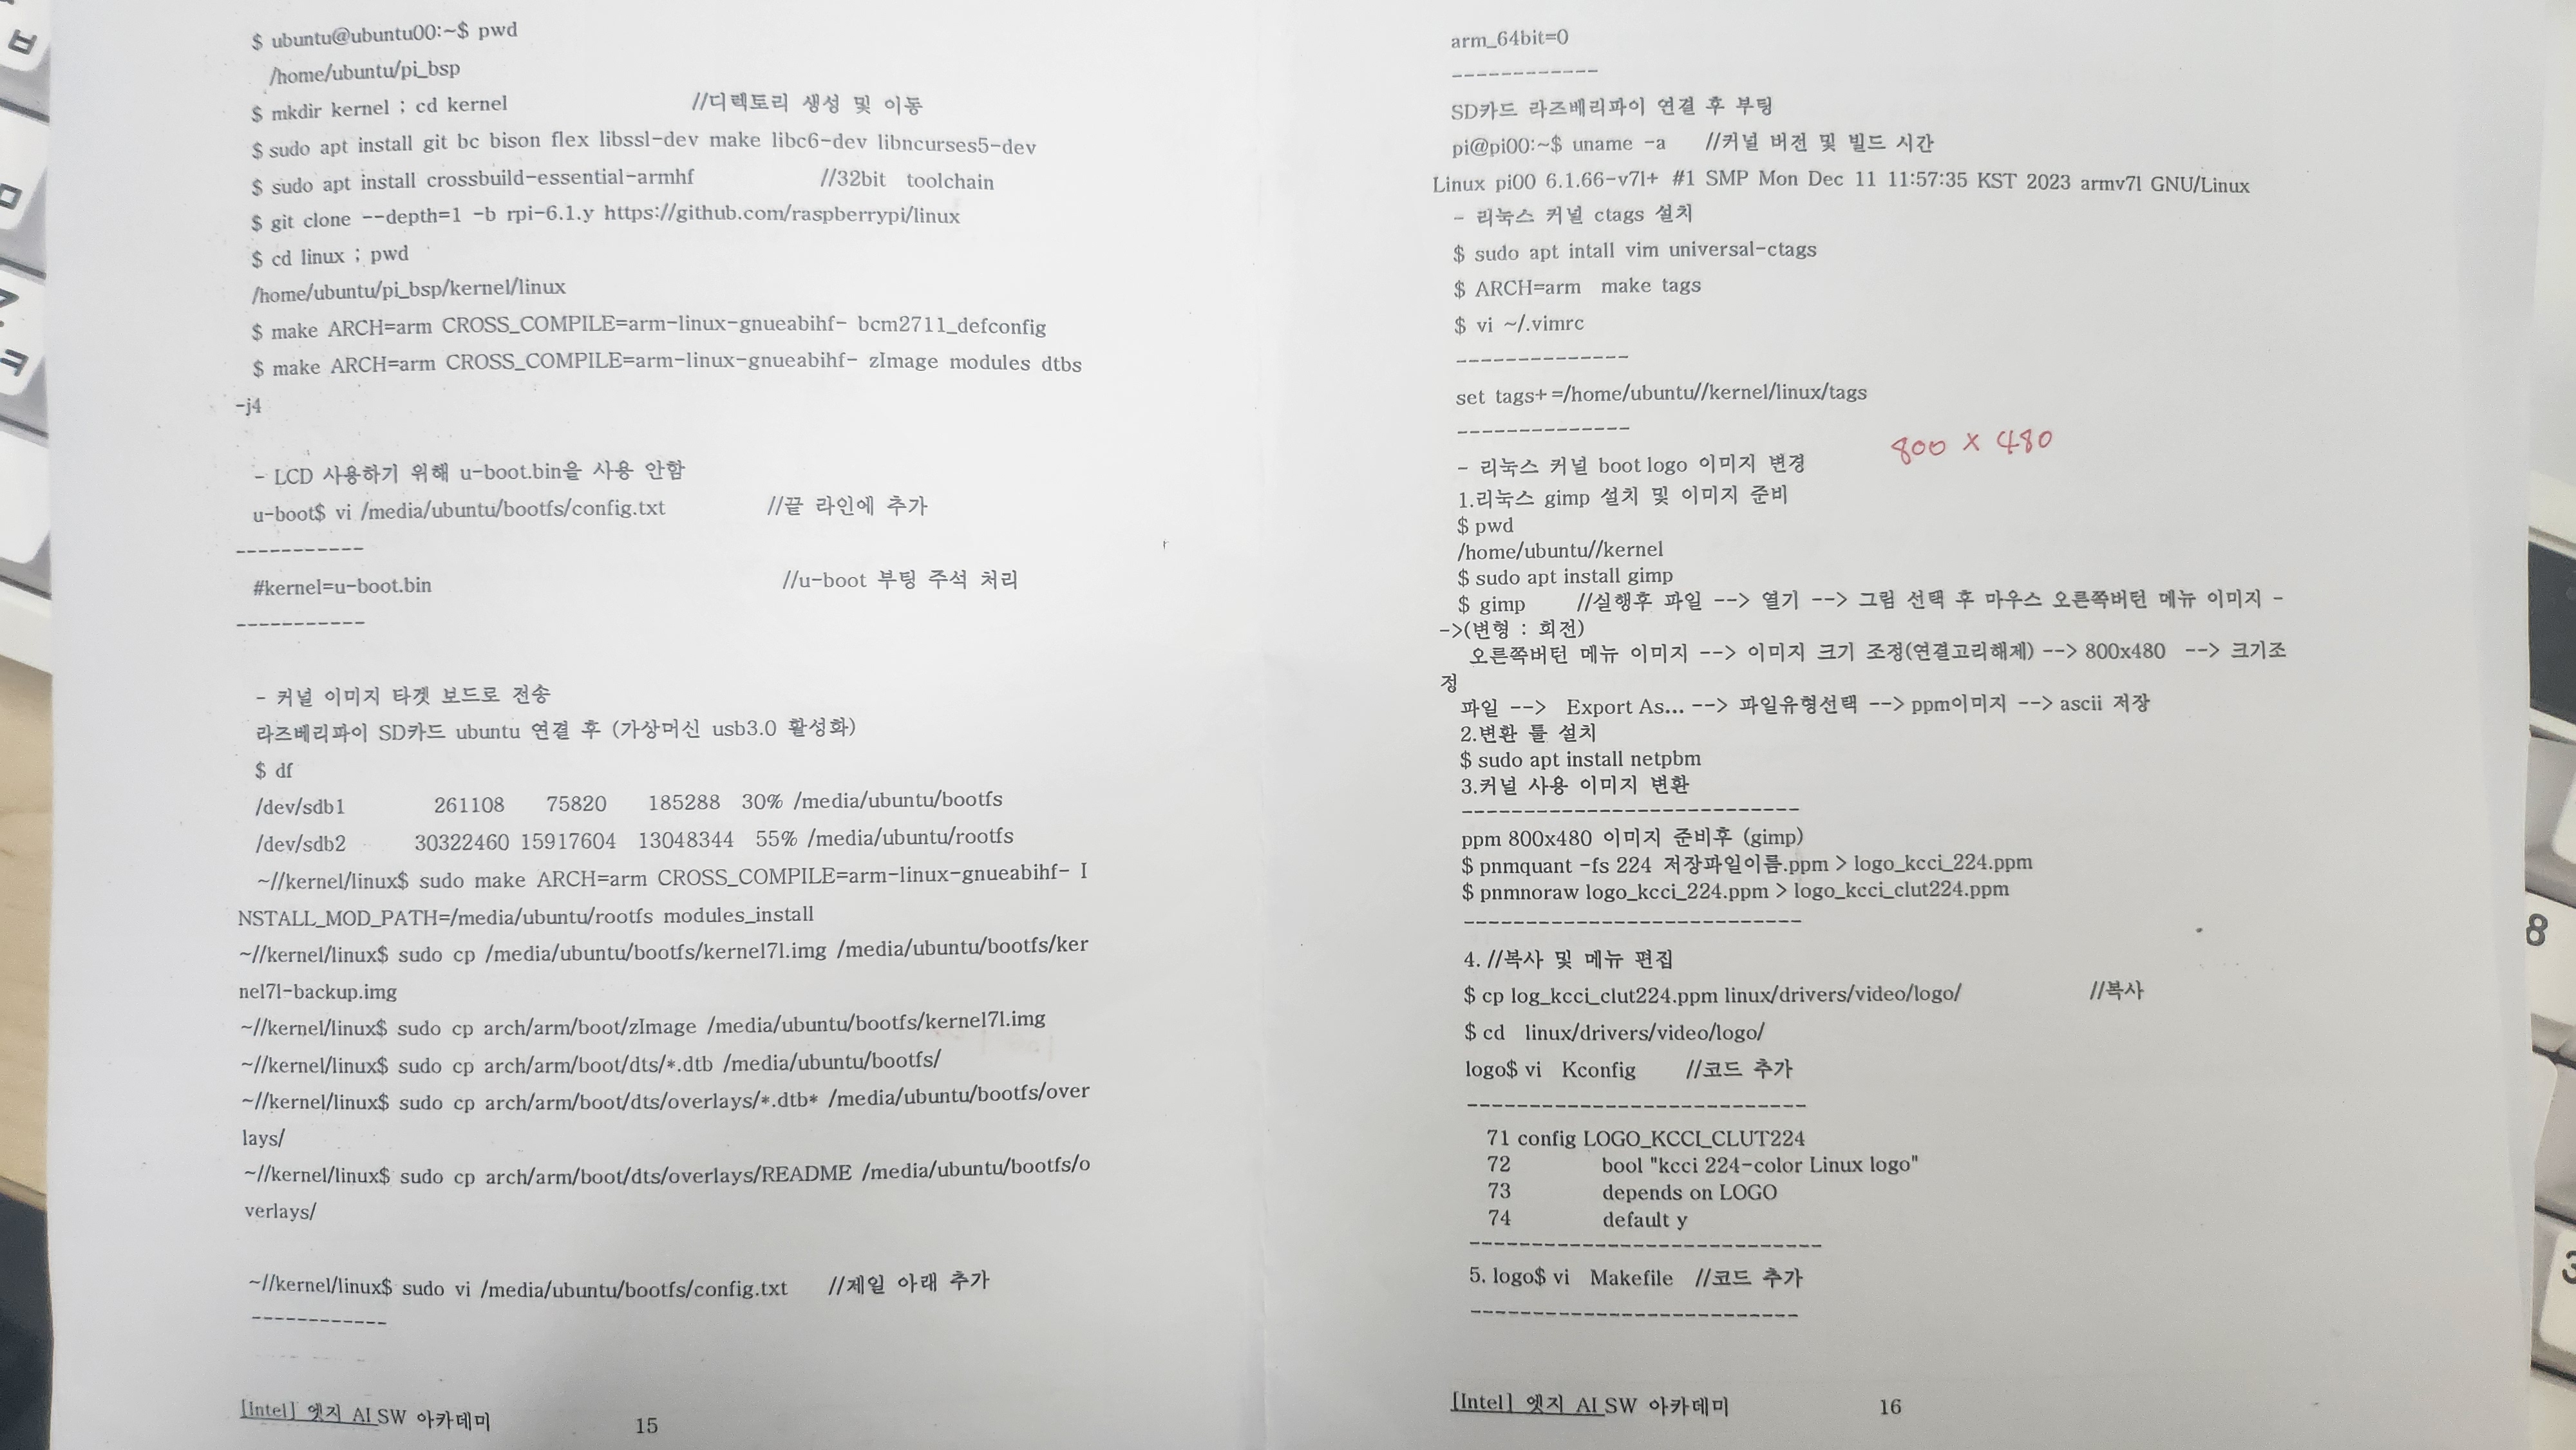 $ ubuntu@ubuntu00:~$ pwd
/home/ubuntu/pi_bsp
$ mkdir kernel ; cd kernel //디렉토리 생성 및 이동
$ sudo apt install git bc bison flex libssl-dev make libc6-dev libncurses5-dev
$ sudo apt install crossbuild-essential-armhf //32bit toolchain
$ git clone --depth=1 -b rpi-6.1.y https://github.com/raspberrypi/linux
$ cd linux ; pwd
/home/ubuntu/pi_bsp/kernel/linux
$ make ARCH=arm CROSS_COMPILE=arm-linux-gnueabihf- bcm2711_defconfig
$ make ARCH=arm CROSS_COMPILE=arm-linux-gnueabihf- zImage modules dtbs
-j4
- LCD 사용하기 위해 u-boot.bin을 사용 안함
u-boot$ vi /media/ubuntu/bootfs/config.txt //끝 라인에 추가
-----------
#kernel=u-boot.bin //u-boot 부팅 주석 처리
-----------
- 커널 이미지 타겟 보드로 전송
라즈베리파이 SD카드 ubuntu 연결 후 (가상머신 usb3.0 활성화)
$ df
/dev/sdb1 261108 75820 185288 30% /media/ubuntu/bootfs
/dev/sdb2 30322460 15917604 13048344 55% /media/ubuntu/rootfs
~//kernel/linux$ sudo make ARCH=arm CROSS_COMPILE=arm-linux-gnueabihf- I
NSTALL_MOD_PATH=/media/ubuntu/rootfs modules_install
~//kernel/linux$ sudo cp /media/ubuntu/bootfs/kernel7l.img /media/ubuntu/bootfs/ker
nel7l-backup.img
~//kernel/linux$ sudo cp arch/arm/boot/zImage /media/ubuntu/bootfs/kernel7l.img
~//kernel/linux$ sudo cp arch/arm/boot/dts/*.dtb /media/ubuntu/bootfs/
~//kernel/linux$ sudo cp arch/arm/boot/dts/overlays/*.dtb* /media/ubuntu/bootfs/over
lays/
~//kernel/linux$ sudo cp arch/arm/boot/dts/overlays/README /media/ubuntu/bootfs/o
verlays/
~//kernel/linux$ sudo vi /media/ubuntu/bootfs/config.txt //제일 아래 추가
------------
[Intel] 엣지 AI SW 아카데미 15
arm_64bit=0
------------
SD카드 라즈베리파이 연결 후 부팅
pi@pi00:~$ uname -a //커널 버전 및 빌드 시간
Linux pi00 6.1.66-v7l+ #1 SMP Mon Dec 11 11:57:35 KST 2023 armv7l GNU/Linux
- 리눅스 커널 ctags 설치
$ sudo apt intall vim universal-ctags
$ ARCH=arm make tags
$ vi ~/.vimrc
--------------
set tags+=/home/ubuntu//kernel/linux/tags
--------------
800 x 480
- 리눅스 커널 boot logo 이미지 변경
1.리눅스 gimp 설치 및 이미지 준비
$ pwd
/home/ubuntu//kernel
$ sudo apt install gimp
$ gimp //실행후 파일 --> 열기 --> 그림 선택 후 마우스 오른쪽버턴 메뉴 이미지 -
->(변형 : 회전)
오른쪽버턴 메뉴 이미지 --> 이미지 크기 조정(연결고리해제) --> 800x480 --> 크기조
정
파일 --> Export As... --> 파일유형선택 --> ppm이미지 --> ascii 저장
2.변환 툴 설치
$ sudo apt install netpbm
3.커널 사용 이미지 변환
---------------------------
ppm 800x480 이미지 준비후 (gimp)
$ pnmquant -fs 224 저장파일이름.ppm > logo_kcci_224.ppm
$ pnmnoraw logo_kcci_224.ppm > logo_kcci_clut224.ppm
---------------------------
4. //복사 및 메뉴 편집
$ cp log_kcci_clut224.ppm linux/drivers/video/logo/ //복사
$ cd linux/drivers/video/logo/
logo$ vi Kconfig //코드 추가
---------------------------
71 config LOGO_KCCI_CLUT224
72 bool "kcci 224-color Linux logo"
73 depends on LOGO
74 default y
----------------------------
5. logo$ vi Makefile //코드 추가
--------------------------
[Intel] 엣지 AI SW 아카데미 16
ㅂ
ㅁ
ㅋ
8
3